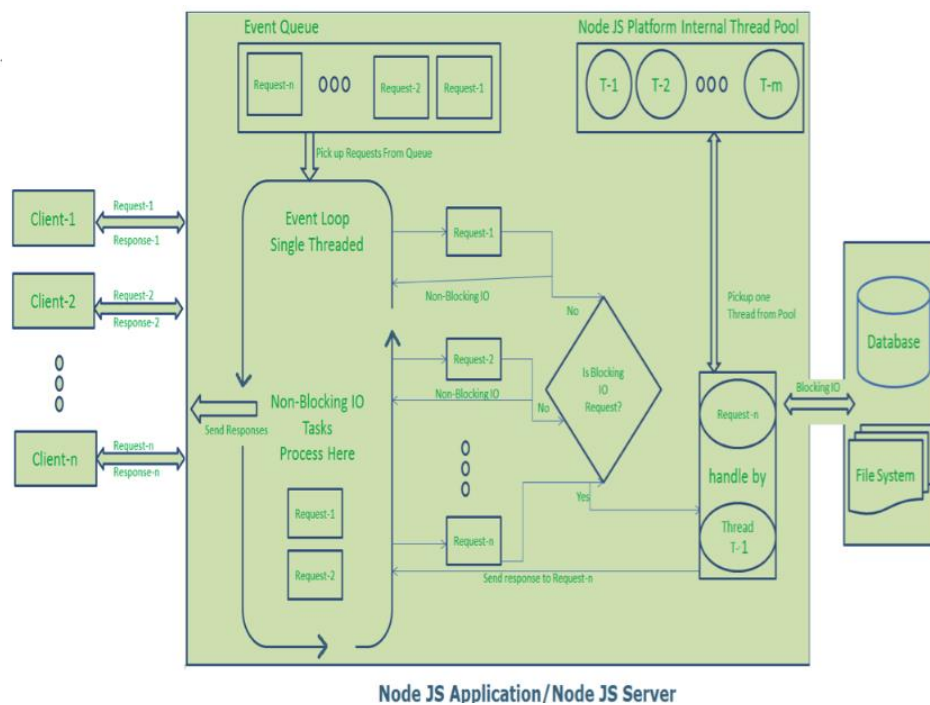 Event Queue
Request-n
Request-2
Request-1
Node JS Platform Internal Thread Pool
T-1
T-2
T-m
Pick up Requests From Queue
Client-1
Request-1
Response-1
Client-2
Request-2
Response-2
Client-n
Request-n
Response-n
Event Loop
Single Threaded
Send Responses
Non-Blocking IO
Tasks
Process Here
Request-1
Request-2
Request-1
Non-Blocking IO
No
Request-2
Non-Blocking IO
No
Request-n
Is Blocking
IO
Request?
Yes
Send response to Request-n
Pickup one
Thread from Pool
Request-n
handle by
Thread
T-1
Blocking IO
Database
File System
Node JS Application/Node JS Server